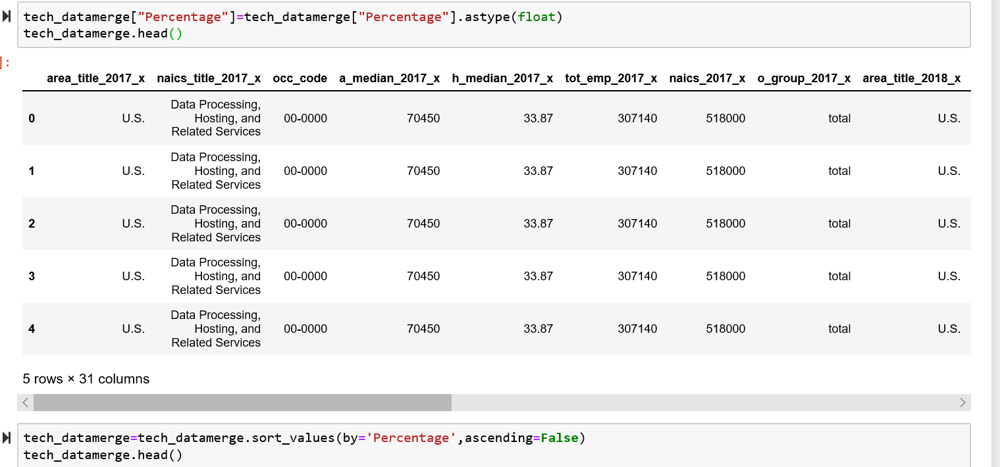 tech_datamerge["Percentage"]=tech_datamerge["Percentage"].astype(float)
tech_datamerge.head()
]:
area_title_2017_x naics_title_2017_x occ_code a_median_2017_x h_median_2017_x tot_emp_2017_x naics_2017_x o_group_2017_x area_title_2018_x
0 U.S. Data Processing, Hosting, and Related Services 00-0000 70450 33.87 307140 518000 total U.S.
1 U.S. Data Processing, Hosting, and Related Services 00-0000 70450 33.87 307140 518000 total U.S.
2 U.S. Data Processing, Hosting, and Related Services 00-0000 70450 33.87 307140 518000 total U.S.
3 U.S. Data Processing, Hosting, and Related Services 00-0000 70450 33.87 307140 518000 total U.S.
4 U.S. Data Processing, Hosting, and Related Services 00-0000 70450 33.87 307140 518000 total U.S.
5 rows × 31 columns
tech_datamerge=tech_datamerge.sort_values(by='Percentage',ascending=False)
tech_datamerge.head()